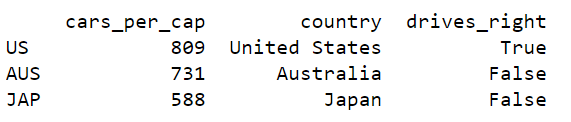 cars_per_cap country drives_right
US 809 United States True
AUS 731 Australia False
JAP 588 Japan False